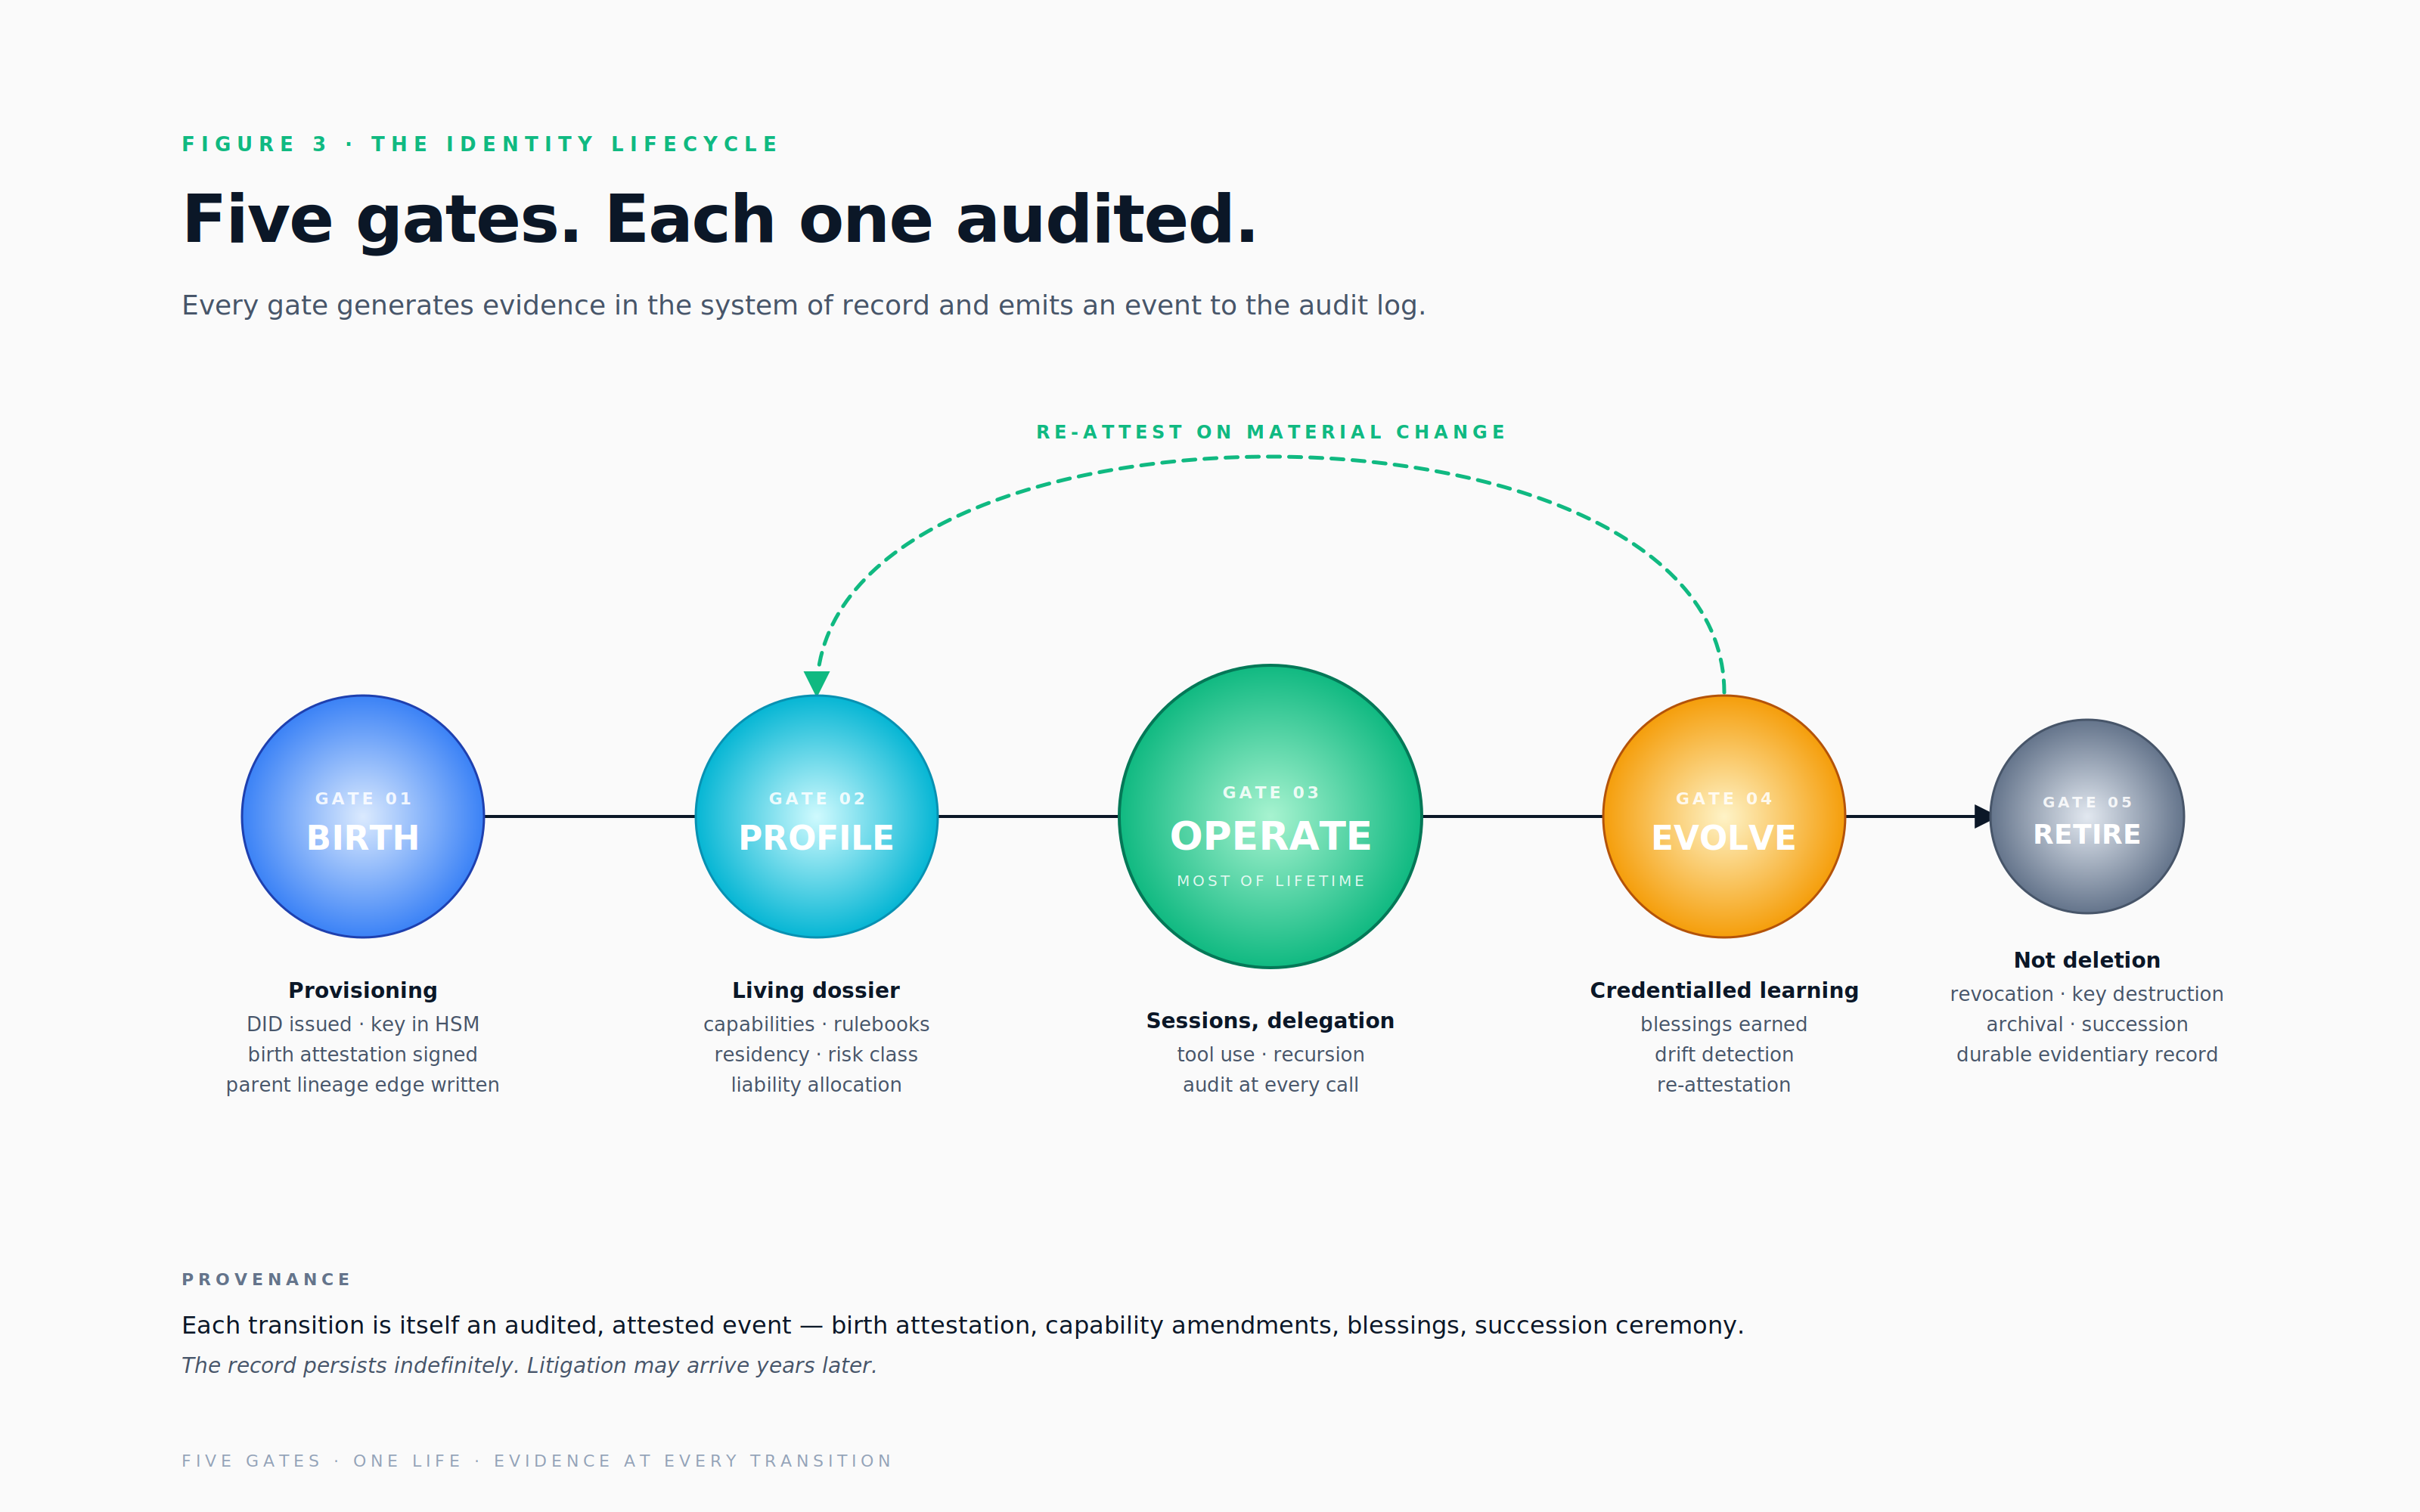 FIGURE 3 · THE IDENTITY LIFECYCLE
Five gates. Each one audited.
Every gate generates evidence in the system of record and emits an event to the audit log.
RE-ATTEST ON MATERIAL CHANGE
GATE 01
BIRTH
Provisioning
DID issued · key in HSM
birth attestation signed
parent lineage edge written
GATE 02
PROFILE
Living dossier
capabilities · rulebooks
residency · risk class
liability allocation
GATE 03
OPERATE
MOST OF LIFETIME
Sessions, delegation
tool use · recursion
audit at every call
GATE 04
EVOLVE
Credentialled learning
blessings earned
drift detection
re-attestation
GATE 05
RETIRE
Not deletion
revocation · key destruction
archival · succession
durable evidentiary record
PROVENANCE
Each transition is itself an audited, attested event — birth attestation, capability amendments, blessings, succession ceremony.
The record persists indefinitely. Litigation may arrive years later.
FIVE GATES · ONE LIFE · EVIDENCE AT EVERY TRANSITION